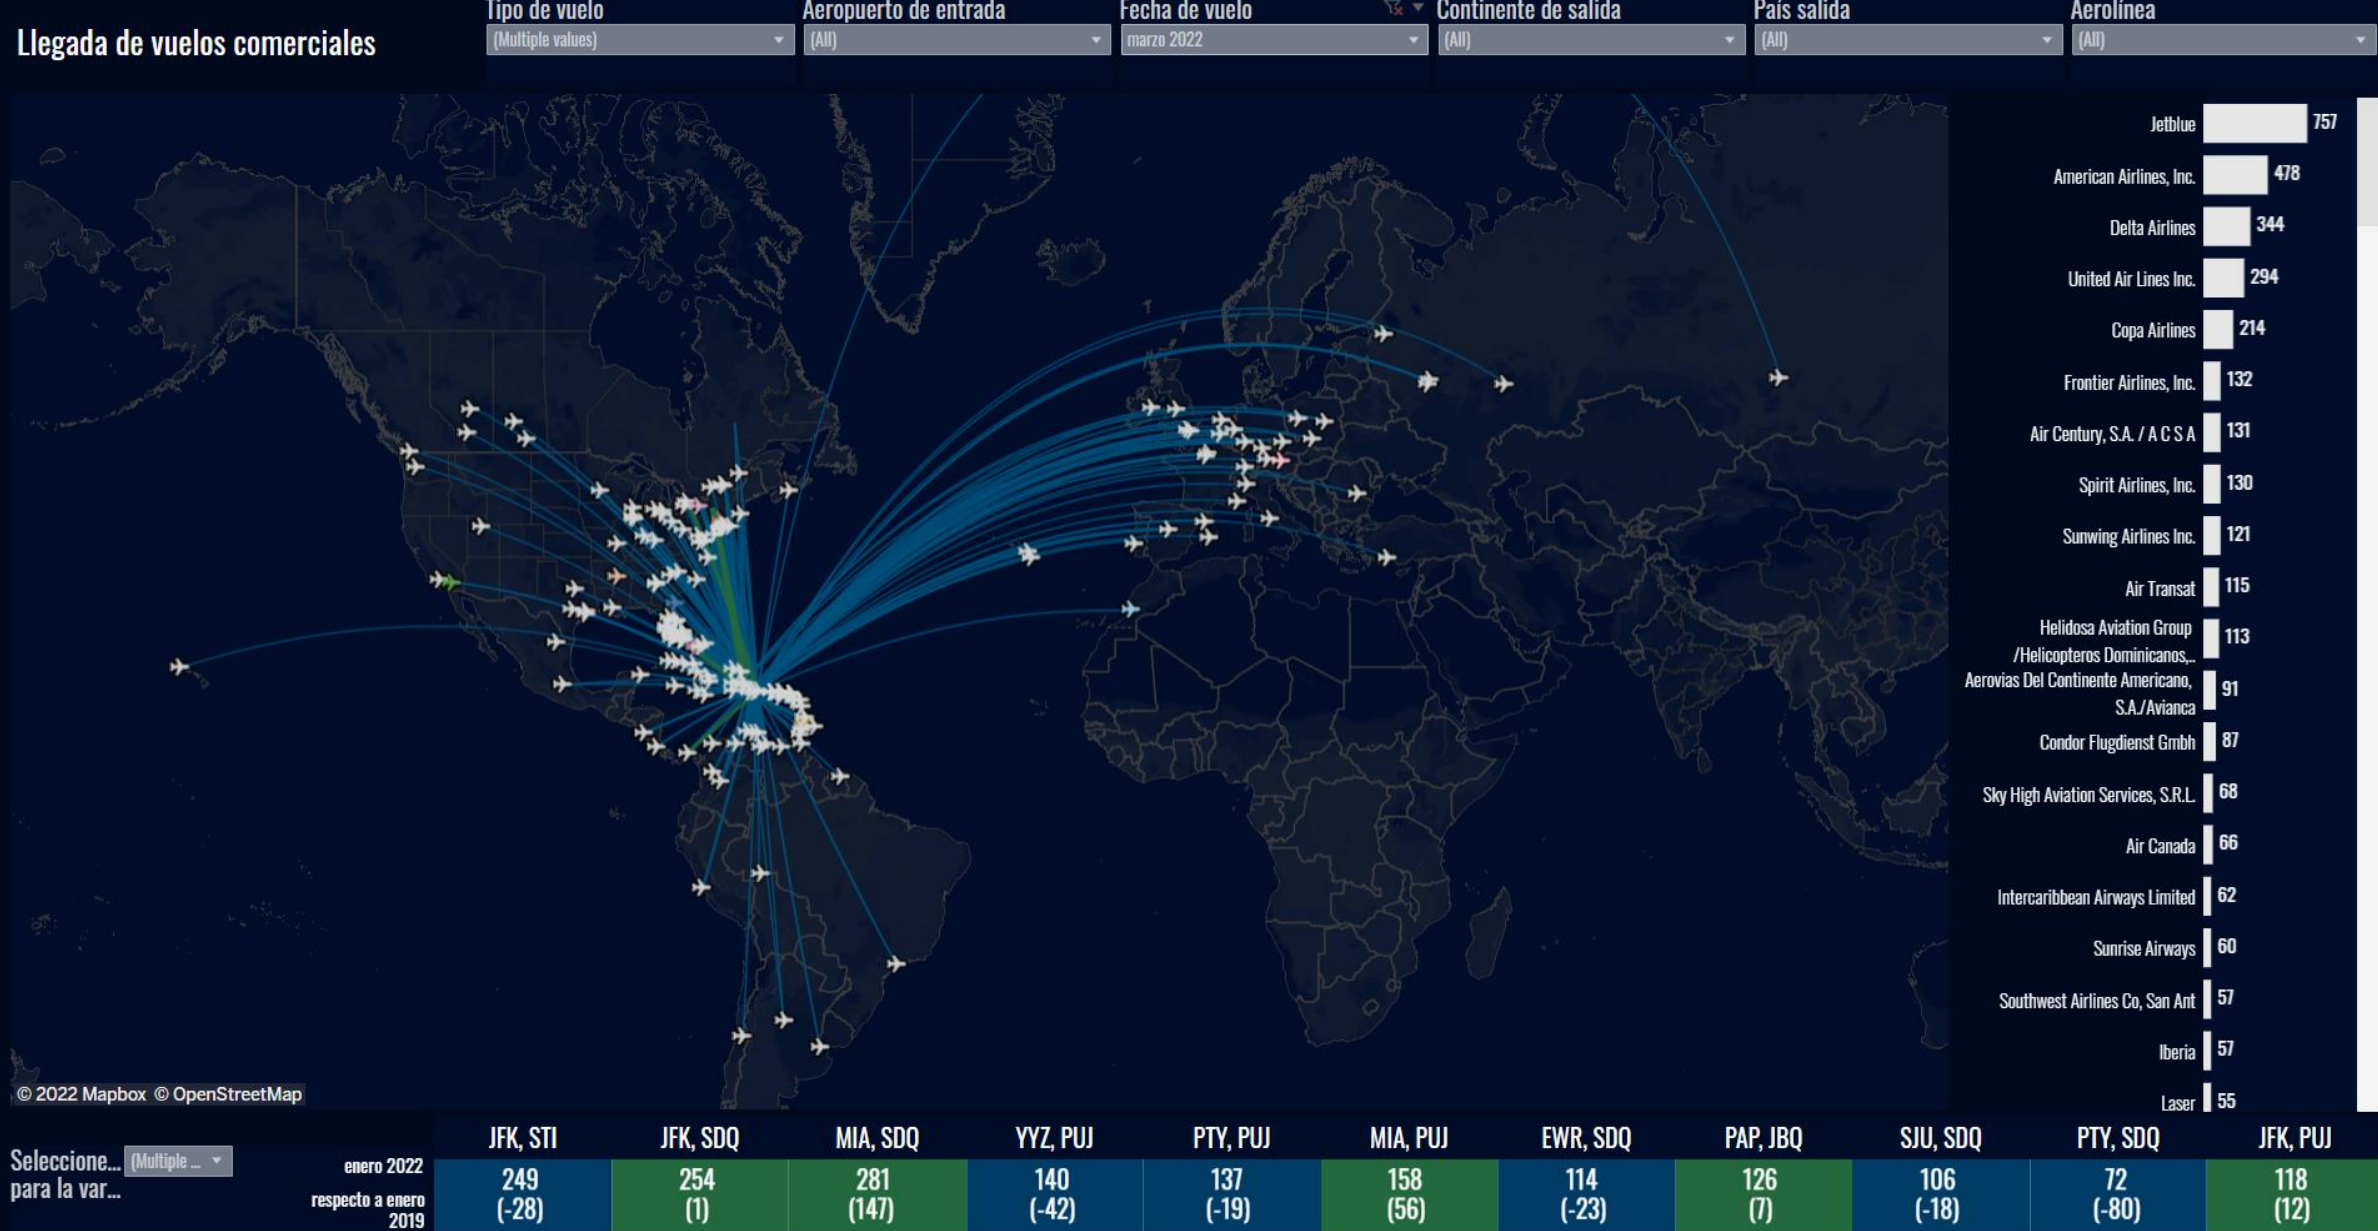 Llegada de vuelos comerciales
Tipo de vuelo
(Multiple values)
Aeropuerto de entrada
(All)
Fecha de vuelo
marzo 2022
Continente de salida
(All)
País salida
(All)
Aerolínea
(All)
Jetblue 757
American Airlines, Inc. 478
Delta Airlines 344
United Air Lines Inc. 294
Copa Airlines 214
Frontier Airlines, Inc. 132
Air Century, S.A. / A C S A 131
Spirit Airlines, Inc. 130
Sunwing Airlines Inc. 121
Air Transat 115
Helidosa Aviation Group
/Helicopteros Dominicanos,.. 113
Aerovias Del Continente Americano,
S.A./Avianca 91
Condor Flugdienst Gmbh 87
Sky High Aviation Services, S.R.L. 68
Air Canada 66
Intercaribbean Airways Limited 62
Sunrise Airways 60
Southwest Airlines Co, San Ant 57
Iberia 57
Laser 55
© 2022 Mapbox © OpenStreetMap
Seleccione... (Multiple ...
para la var...
JFK, STI JFK, SDQ MIA, SDQ YYZ, PUJ PTY, PUJ MIA, PUJ EWR, SDQ PAP, JBQ SJU, SDQ PTY, SDQ JFK, PUJ
enero 2022 249 254 281 140 137 158 114 126 106 72 118
respecto a enero
2019 (-28) (1) (147) (-42) (-19) (56) (-23) (7) (-18) (-80) (12)